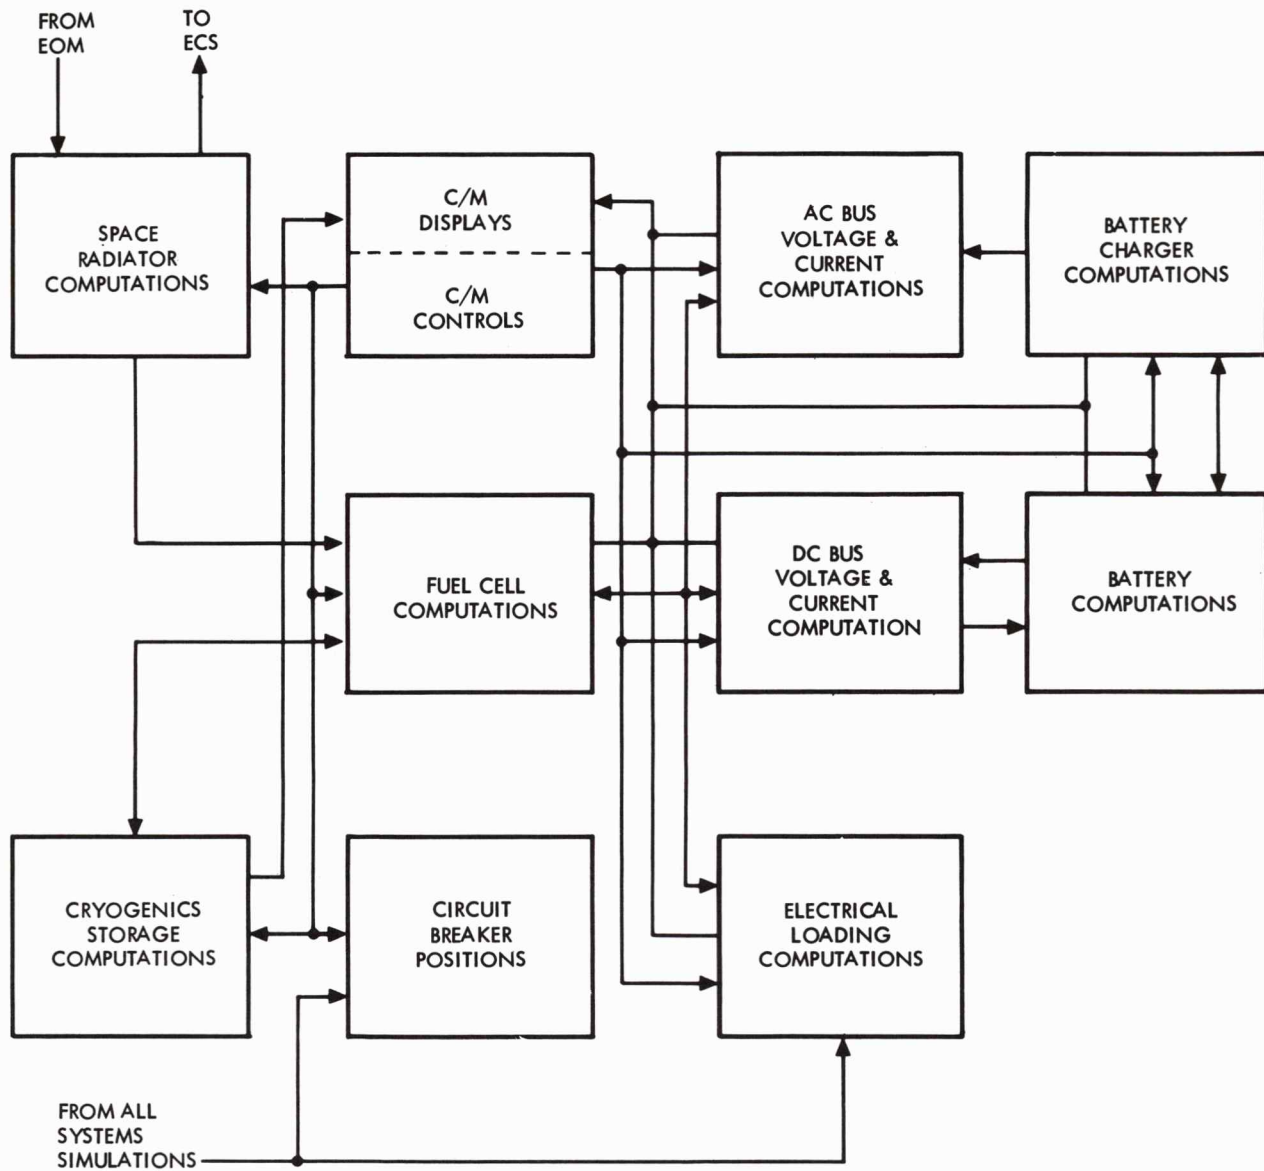 FROM
EOM
TO
ECS
SPACE
RADIATOR
COMPUTATIONS
C/M
DISPLAYS
C/M
CONTROLS
AC BUS
VOLTAGE &
CURRENT
COMPUTATIONS
BATTERY
CHARGER
COMPUTATIONS
FUEL CELL
COMPUTATIONS
DC BUS
VOLTAGE &
CURRENT
COMPUTATION
BATTERY
COMPUTATIONS
CRYOGENICS
STORAGE
COMPUTATIONS
CIRCUIT
BREAKER
POSITIONS
ELECTRICAL
LOADING
COMPUTATIONS
FROM ALL
SYSTEMS
SIMULATIONS